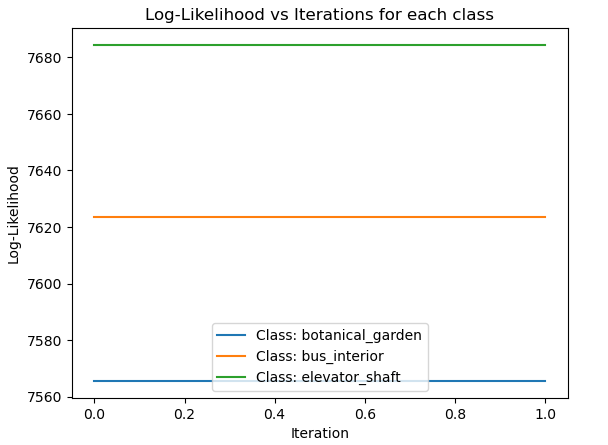 Log-Likelihood vs Iterations for each class
7680
7660
7640
7620
7600
7580
7560
Log-Likelihood
Class: botanical_garden
Class: bus_interior
Class: elevator_shaft
0.0 0.2 0.4 0.6 0.8 1.0
Iteration